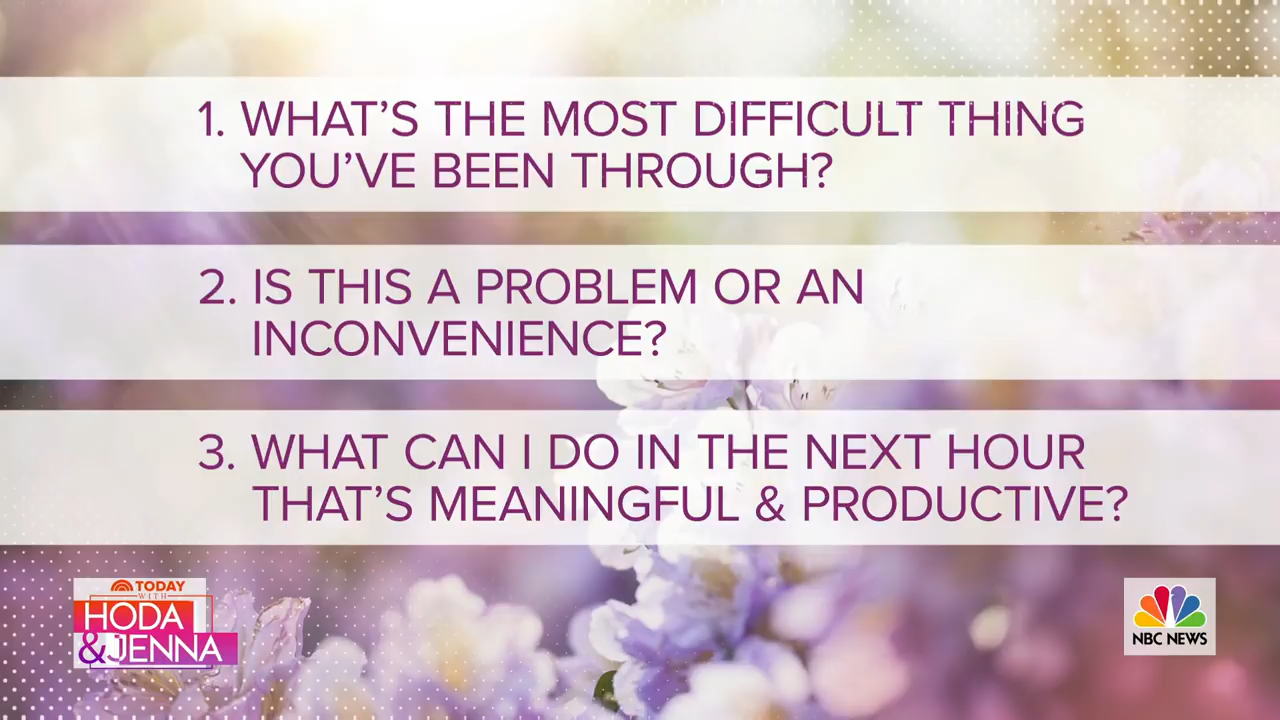 1. WHAT'S THE MOST DIFFICULT THING
YOU'VE BEEN THROUGH?
2. IS THIS A PROBLEM OR AN
INCONVENIENCE?
3. WHAT CAN I DO IN THE NEXT HOUR
THAT'S MEANINGFUL & PRODUCTIVE?
TODAY
WITH
HODA
&JENNA
NBC NEWS